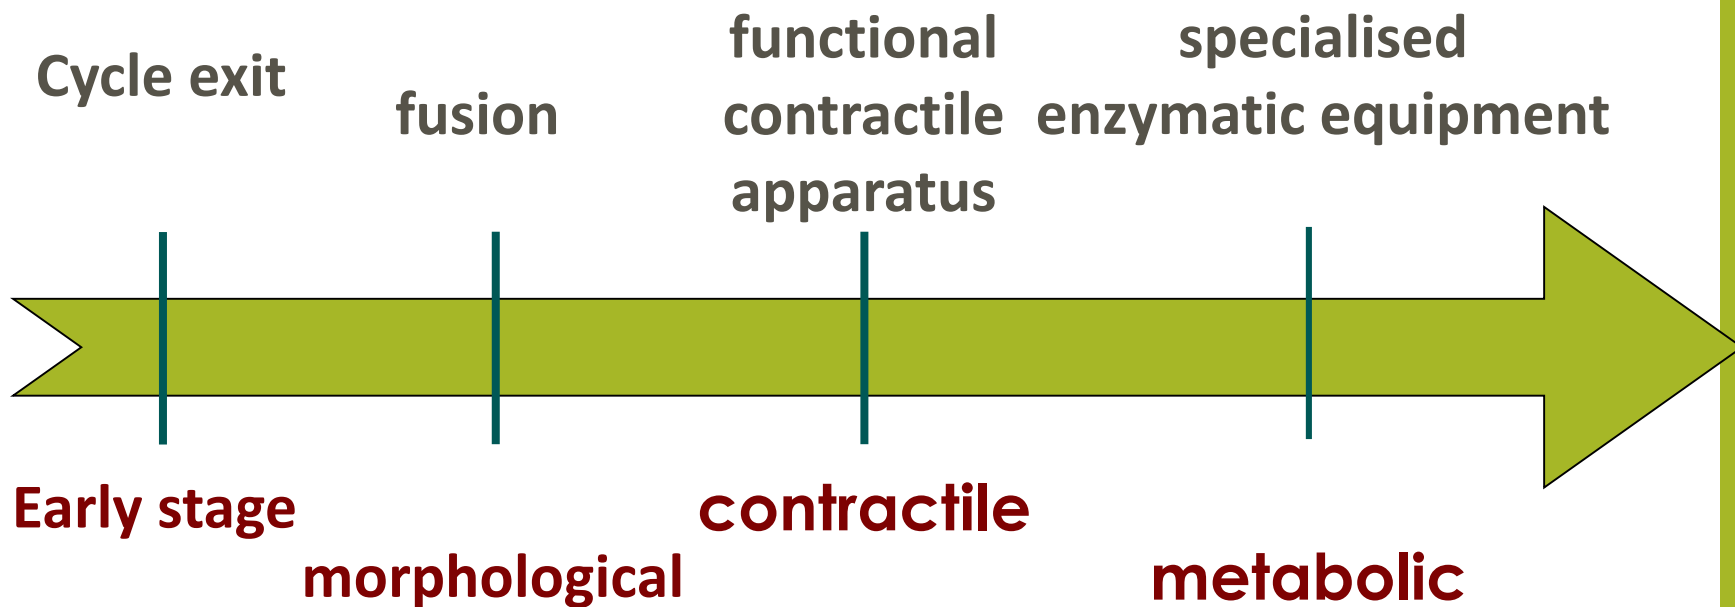 Cycle exit
fusion
functional
contractile
apparatus
specialised
enzymatic equipment
Early stage
morphological
contractile
metabolic